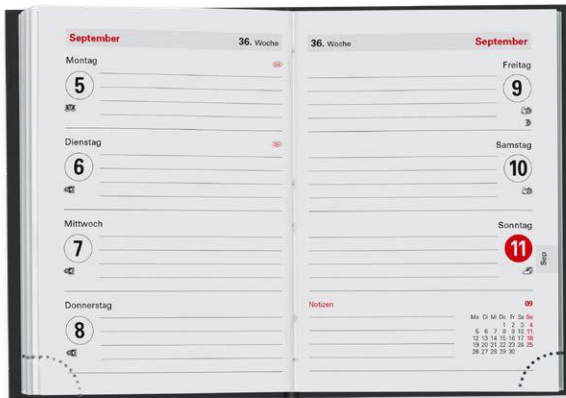 September 36. Woche
Montag
5
Dienstag
6
Mittwoch
7
Donnerstag
8
36. Woche September
Freitag
9
Samstag
10
Sonntag
11
Sep
Notizen 09
Mo Di Mi Do Fr Sa So
1 2 3 4
5 6 7 8 9 10 11
12 13 14 15 16 17 18
19 20 21 22 23 24 25
26 27 28 29 30